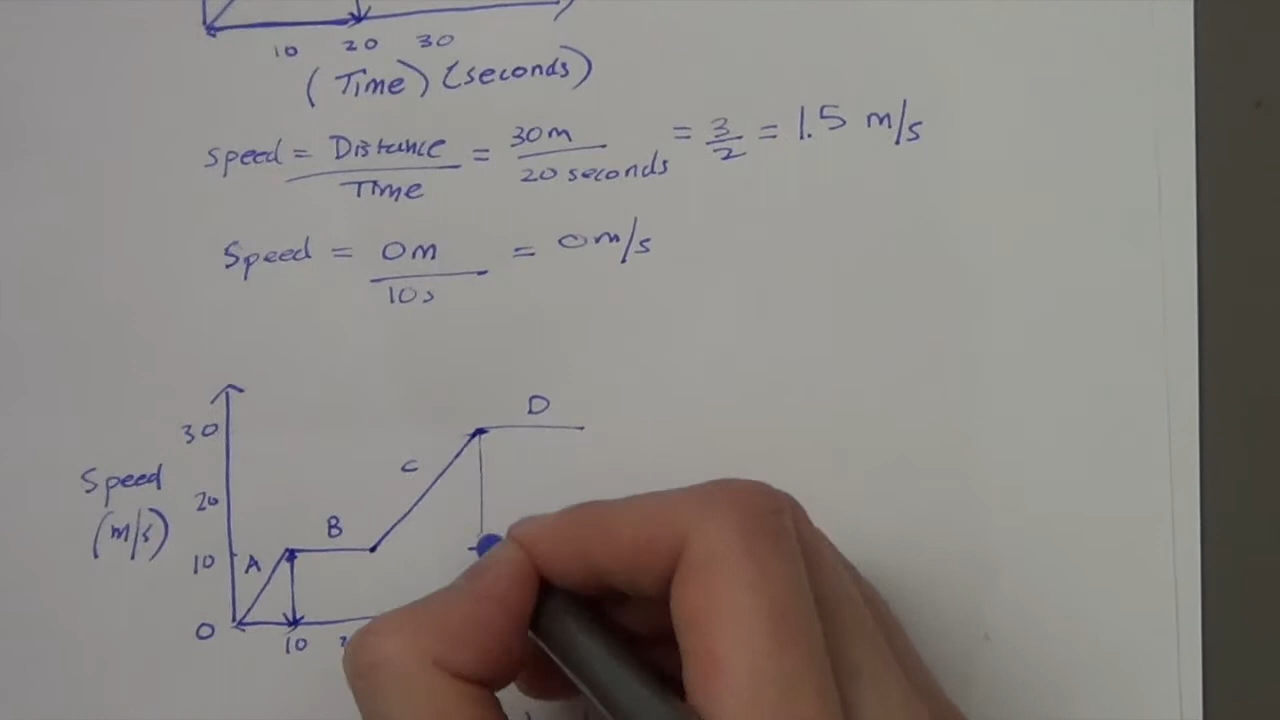 10 20 30
(Time) (seconds)
Speed = Distance / Time = 30m / 20 seconds = 3/2 = 1.5 m/s
Speed = 0m / 10s = 0m/s
D
30
C
Speed
20
(m/s)
B
10 A
0
10